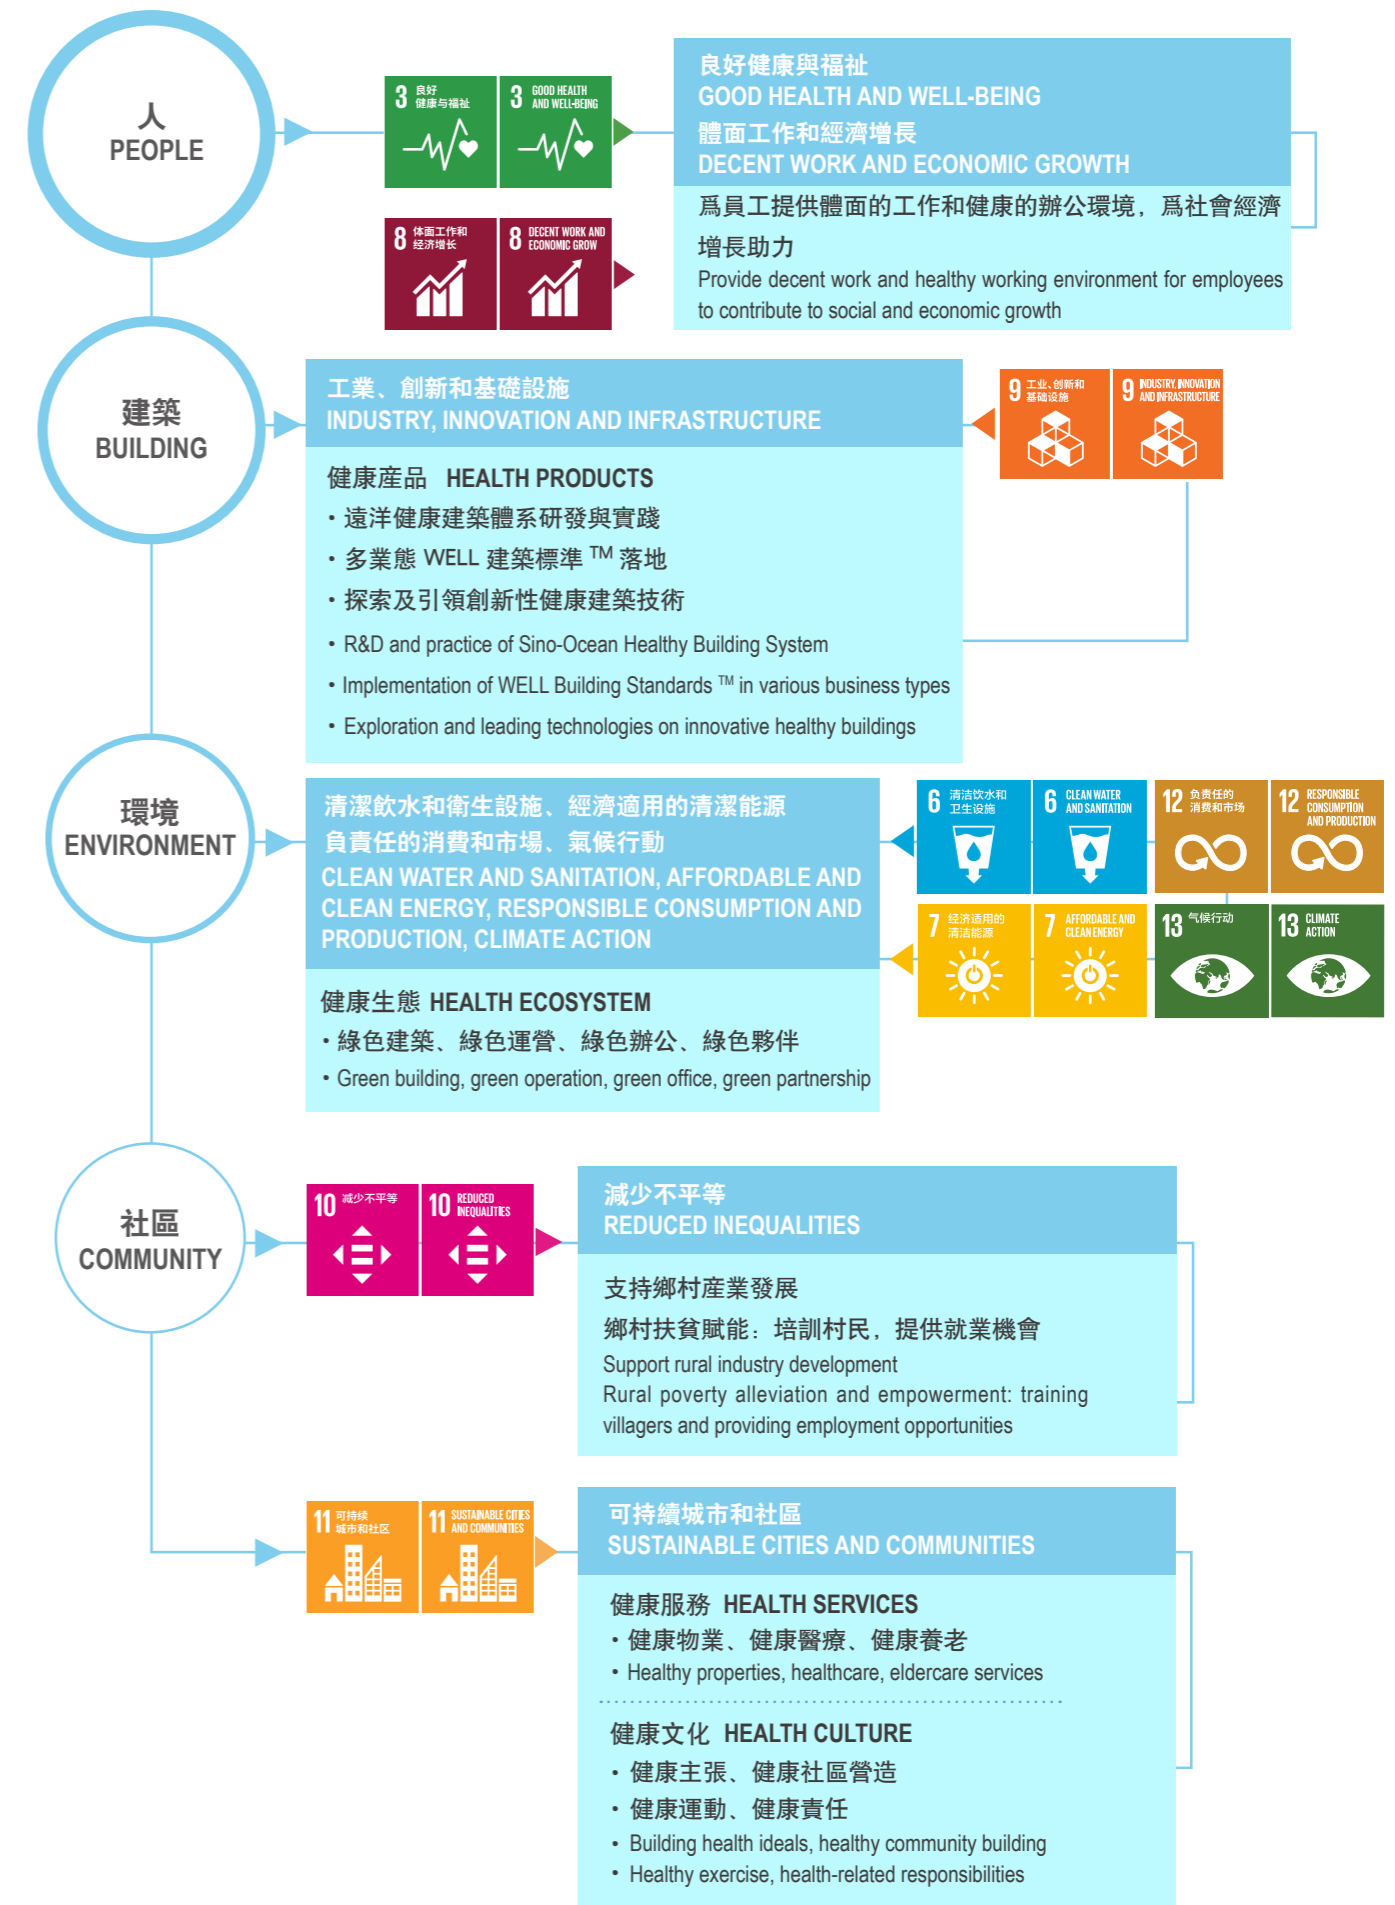 人
PEOPLE
3 良好
健康与福祉
3 GOOD HEALTH
AND WELL-BEING
8 体面工作和
经济增长
8 DECENT WORK AND
ECONOMIC GROW
良好健康與福祉
GOOD HEALTH AND WELL-BEING
體面工作和經濟增長
DECENT WORK AND ECONOMIC GROWTH
爲員工提供體面的工作和健康的辦公環境，爲社會經濟
增長助力
Provide decent work and healthy working environment for employees
to contribute to social and economic growth
建築
BUILDING
工業、創新和基礎設施
INDUSTRY, INNOVATION AND INFRASTRUCTURE
健康産品 HEALTH PRODUCTS
・遠洋健康建築體系研發與實踐
・多業態 WELL 建築標準 ™ 落地
・探索及引領創新性健康建築技術
・R&D and practice of Sino-Ocean Healthy Building System
・Implementation of WELL Building Standards ™ in various business types
・Exploration and leading technologies on innovative healthy buildings
9 工业、创新和
基础设施
9 INDUSTRY, INNOVATION
AND INFRASTRUCTURE
環境
ENVIRONMENT
清潔飲水和衛生設施、經濟適用的清潔能源
負責任的消費和市場、氣候行動
CLEAN WATER AND SANITATION, AFFORDABLE AND
CLEAN ENERGY, RESPONSIBLE CONSUMPTION AND
PRODUCTION, CLIMATE ACTION
健康生態 HEALTH ECOSYSTEM
・綠色建築、綠色運營、綠色辦公、綠色夥伴
・Green building, green operation, green office, green partnership
6 清洁饮水和
卫生设施
6 CLEAN WATER
AND SANITATION
12 负责任的
消费和市场
12 RESPONSIBLE
CONSUMPTION
AND PRODUCTION
7 经济适用的
清洁能源
7 AFFORDABLE AND
CLEAN ENERGY
13 气候行动
13 CLIMATE
ACTION
社區
COMMUNITY
10 减少不平等
10 REDUCED
INEQUALITIES
減少不平等
REDUCED INEQUALITIES
支持鄉村産業發展
鄉村扶貧賦能：培訓村民，提供就業機會
Support rural industry development
Rural poverty alleviation and empowerment: training
villagers and providing employment opportunities
11 可持续
城市和社区
11 SUSTAINABLE CITIES
AND COMMUNITIES
可持續城市和社區
SUSTAINABLE CITIES AND COMMUNITIES
健康服務 HEALTH SERVICES
・健康物業、健康醫療、健康養老
・Healthy properties, healthcare, eldercare services
健康文化 HEALTH CULTURE
・健康主張、健康社區營造
・健康運動、健康責任
・Building health ideals, healthy community building
・Healthy exercise, health-related responsibilities